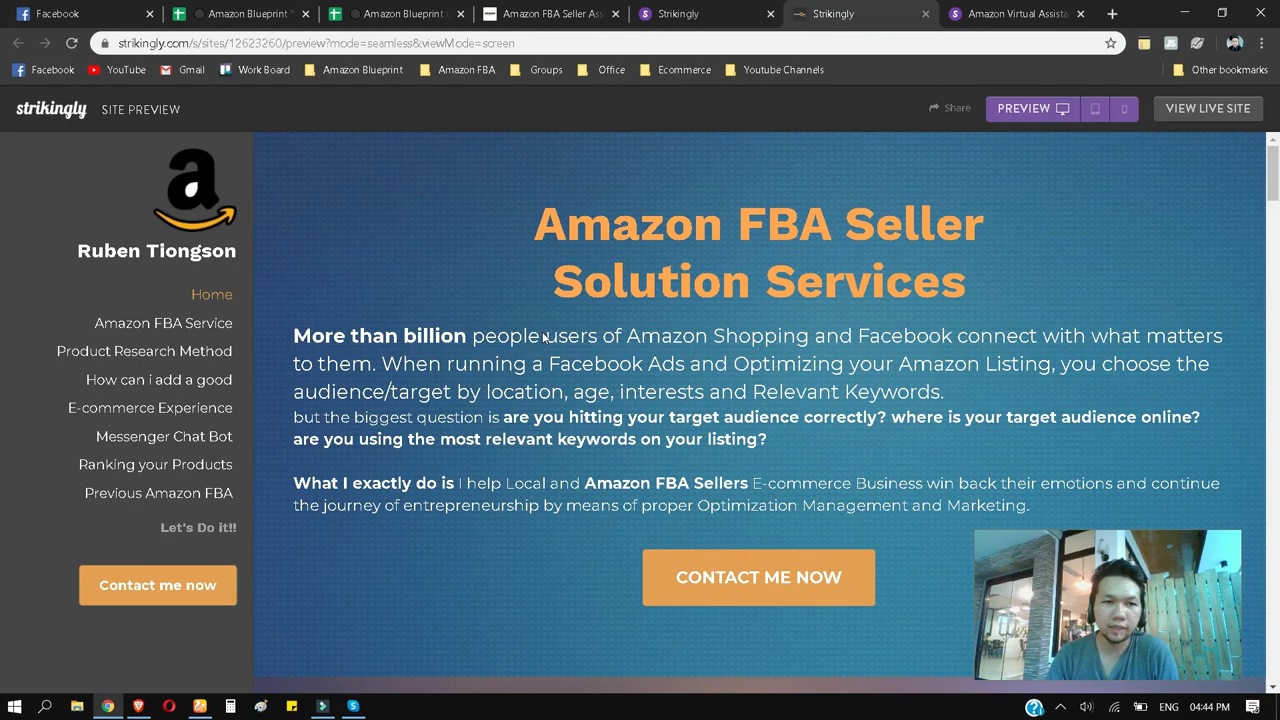 Facebook
Amazon Blueprint
Amazon Blueprint
Amazon FBA Seller Ass
Strikingly
Strikingly
Amazon Virtual Assista
strikingly.com/s/sites/12623260/preview?mode=seamless&viewMode=screen
Facebook YouTube Gmail Work Board Amazon Blueprint Amazon FBA Groups Office Ecommerce Youtube Channels Other bookmarks
strikingly SITE PREVIEW Share PREVIEW VIEW LIVE SITE
a
Ruben Tiongson
Home
Amazon FBA Service
Product Research Method
How can i add a good
E-commerce Experience
Messenger Chat Bot
Ranking your Products
Previous Amazon FBA
Let's Do it!!
Contact me now
Amazon FBA Seller
Solution Services
More than billion people users of Amazon Shopping and Facebook connect with what matters
to them. When running a Facebook Ads and Optimizing your Amazon Listing, you choose the
audience/target by location, age, interests and Relevant Keywords.
but the biggest question is are you hitting your target audience correctly? where is your target audience online?
are you using the most relevant keywords on your listing?
What I exactly do is I help Local and Amazon FBA Sellers E-commerce Business win back their emotions and continue
the journey of entrepreneurship by means of proper Optimization Management and Marketing.
CONTACT ME NOW
ENG 04:44 PM